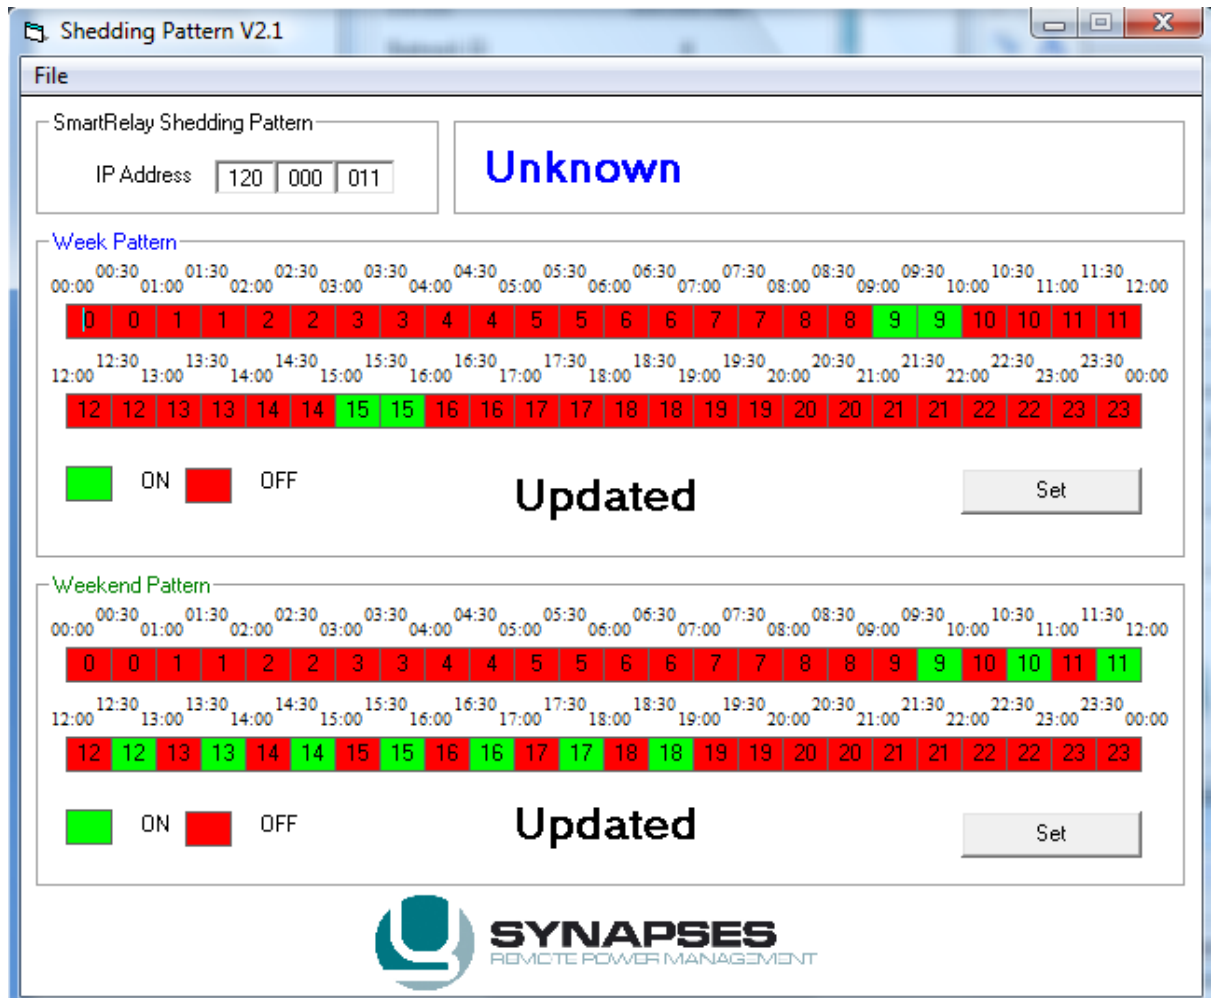 Shedding Pattern V2.1
File
SmartRelay Shedding Pattern
IP Address 120 000 011
Unknown
Week Pattern
00:30 01:30 02:30 03:30 04:30 05:30 06:30 07:30 08:30 09:30 10:30 11:30
00:00 01:00 02:00 03:00 04:00 05:00 06:00 07:00 08:00 09:00 10:00 11:00 12:00
0 0 1 1 2 2 3 3 4 4 5 5 6 6 7 7 8 8 9 9 10 10 11 11
12:30 13:30 14:30 15:30 16:30 17:30 18:30 19:30 20:30 21:30 22:30 23:30
12:00 13:00 14:00 15:00 16:00 17:00 18:00 19:00 20:00 21:00 22:00 23:00 00:00
12 12 13 13 14 14 15 15 16 16 17 17 18 18 19 19 20 20 21 21 22 22 23 23
ON OFF
Updated
Set
Weekend Pattern
00:30 01:30 02:30 03:30 04:30 05:30 06:30 07:30 08:30 09:30 10:30 11:30
00:00 01:00 02:00 03:00 04:00 05:00 06:00 07:00 08:00 09:00 10:00 11:00 12:00
0 0 1 1 2 2 3 3 4 4 5 5 6 6 7 7 8 8 9 9 10 10 11 11
12:30 13:30 14:30 15:30 16:30 17:30 18:30 19:30 20:30 21:30 22:30 23:30
12:00 13:00 14:00 15:00 16:00 17:00 18:00 19:00 20:00 21:00 22:00 23:00 00:00
12 12 13 13 14 14 15 15 16 16 17 17 18 18 19 19 20 20 21 21 22 22 23 23
ON OFF
Updated
Set
SYNAPSES
REMOTE POWER MANAGEMENT